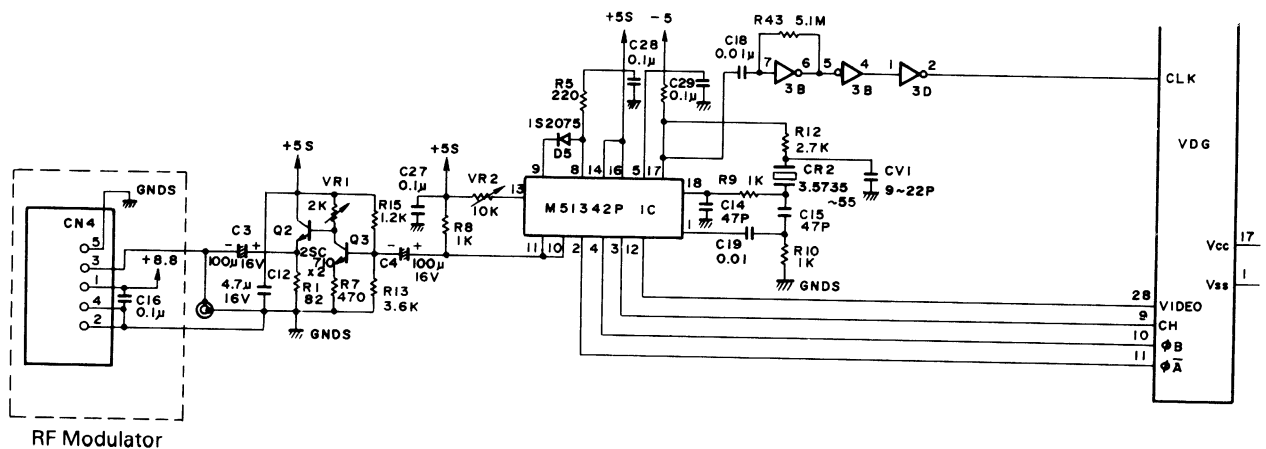 +5S
-5
R43 5.1M
C18
0.01μ
7
6
5
4
1
2
3B
3B
3D
CLK
C28
0.1μ
C29
0.1μ
R5
220
1S2075
D5
R12
2.7K
CR2
3.5735
~55
CV1
9~22P
VDG
9
8
14
16
5
17
M51342P IC
13
18
1
11
10
2
4
3
12
R9 1K
C14
47P
C15
47P
C19
0.01
R10
1K
GNDS
+5S
VR1
2K
Q2
2SC
710
x2
Q3
R15
1.2K
C27
0.1μ
+5S
VR2
10K
R8
1K
C4
- +
100μ
16V
C3
- +
100μ
16V
C12
4.7μ
16V
R1
82
R7
470
R13
3.6K
GNDS
GNDS
CN4
5
3
1
4
2
+8.8
C16
0.1μ
Vcc
17
Vss
1
28
VIDEO
9
CH
10
φB
11
φA̅
RF Modulator